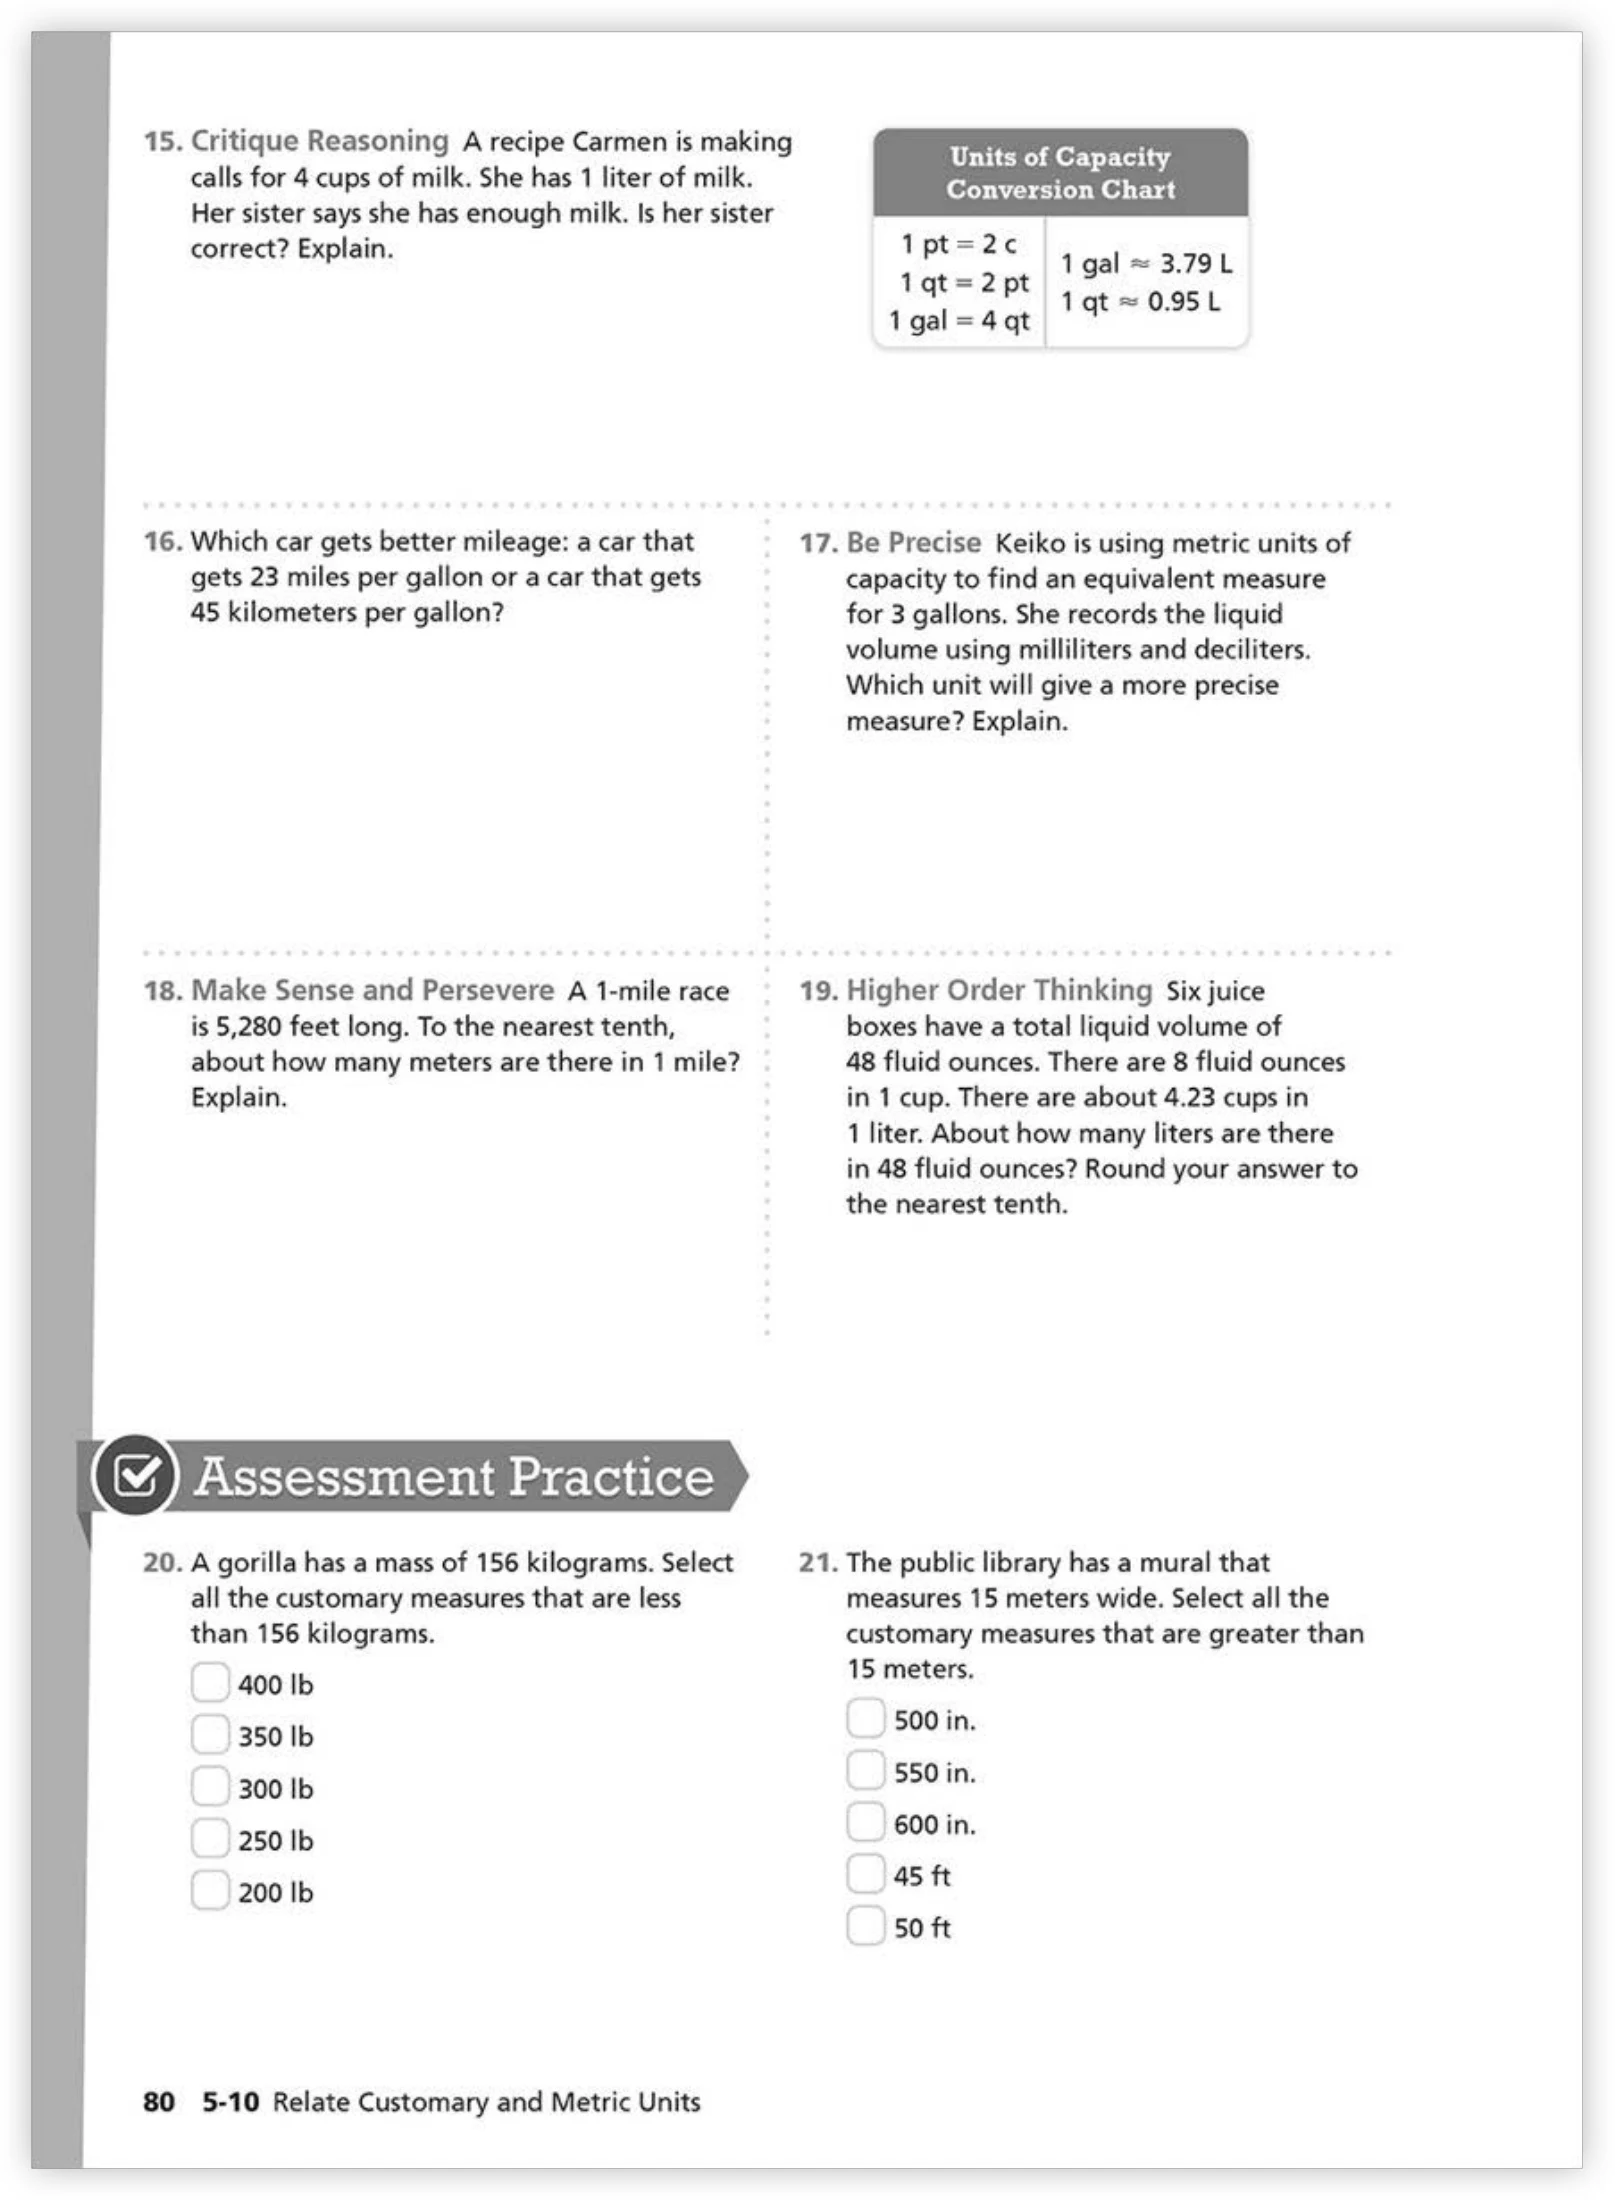 15. Critique Reasoning A recipe Carmen is making
calls for 4 cups of milk. She has 1 liter of milk.
Her sister says she has enough milk. Is her sister
correct? Explain.
Units of Capacity
Conversion Chart
1 pt = 2 c
1 qt = 2 pt
1 gal = 4 qt
1 gal ≈ 3.79 L
1 qt ≈ 0.95 L
16. Which car gets better mileage: a car that
gets 23 miles per gallon or a car that gets
45 kilometers per gallon?
17. Be Precise Keiko is using metric units of
capacity to find an equivalent measure
for 3 gallons. She records the liquid
volume using milliliters and deciliters.
Which unit will give a more precise
measure? Explain.
18. Make Sense and Persevere A 1-mile race
is 5,280 feet long. To the nearest tenth,
about how many meters are there in 1 mile?
Explain.
19. Higher Order Thinking Six juice
boxes have a total liquid volume of
48 fluid ounces. There are 8 fluid ounces
in 1 cup. There are about 4.23 cups in
1 liter. About how many liters are there
in 48 fluid ounces? Round your answer to
the nearest tenth.
Assessment Practice
20. A gorilla has a mass of 156 kilograms. Select
all the customary measures that are less
than 156 kilograms.
400 lb
350 lb
300 lb
250 lb
200 lb
21. The public library has a mural that
measures 15 meters wide. Select all the
customary measures that are greater than
15 meters.
500 in.
550 in.
600 in.
45 ft
50 ft
80 5-10 Relate Customary and Metric Units